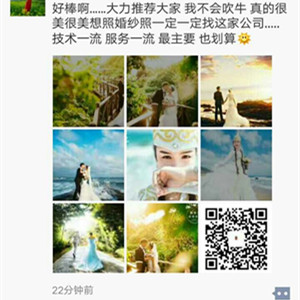 好棒啊......大力推荐大家 我不会吹牛 真的很
美很美想照婚纱照一定一定找这家公司.....
技术一流 服务一流 最主要 也划算
22分钟前